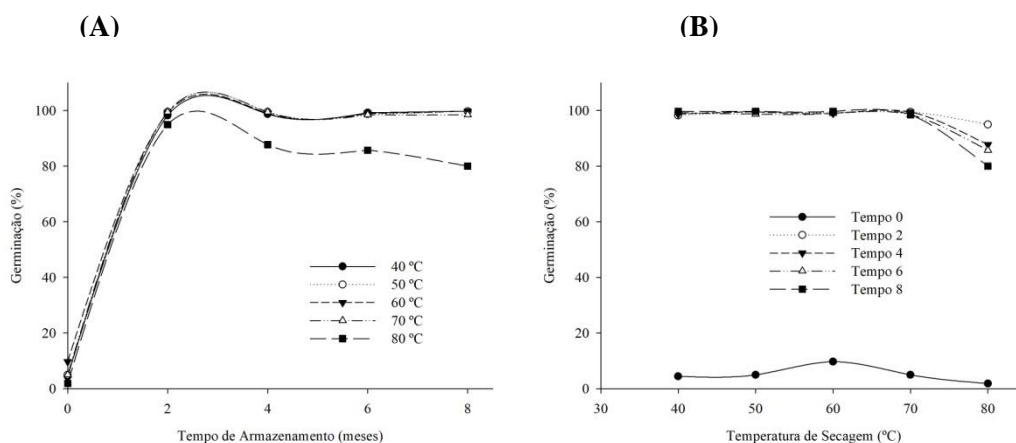 (A)
(B)
Germinação (%)
100
80
60
40
20
0
40 ºC
50 ºC
60 ºC
70 ºC
80 ºC
0 2 4 6 8
Tempo de Armazenamento (meses)
Germinação (%)
100
80
60
40
20
0
Tempo 0
Tempo 2
Tempo 4
Tempo 6
Tempo 8
30 40 50 60 70 80
Temperatura de Secagem (ºC)